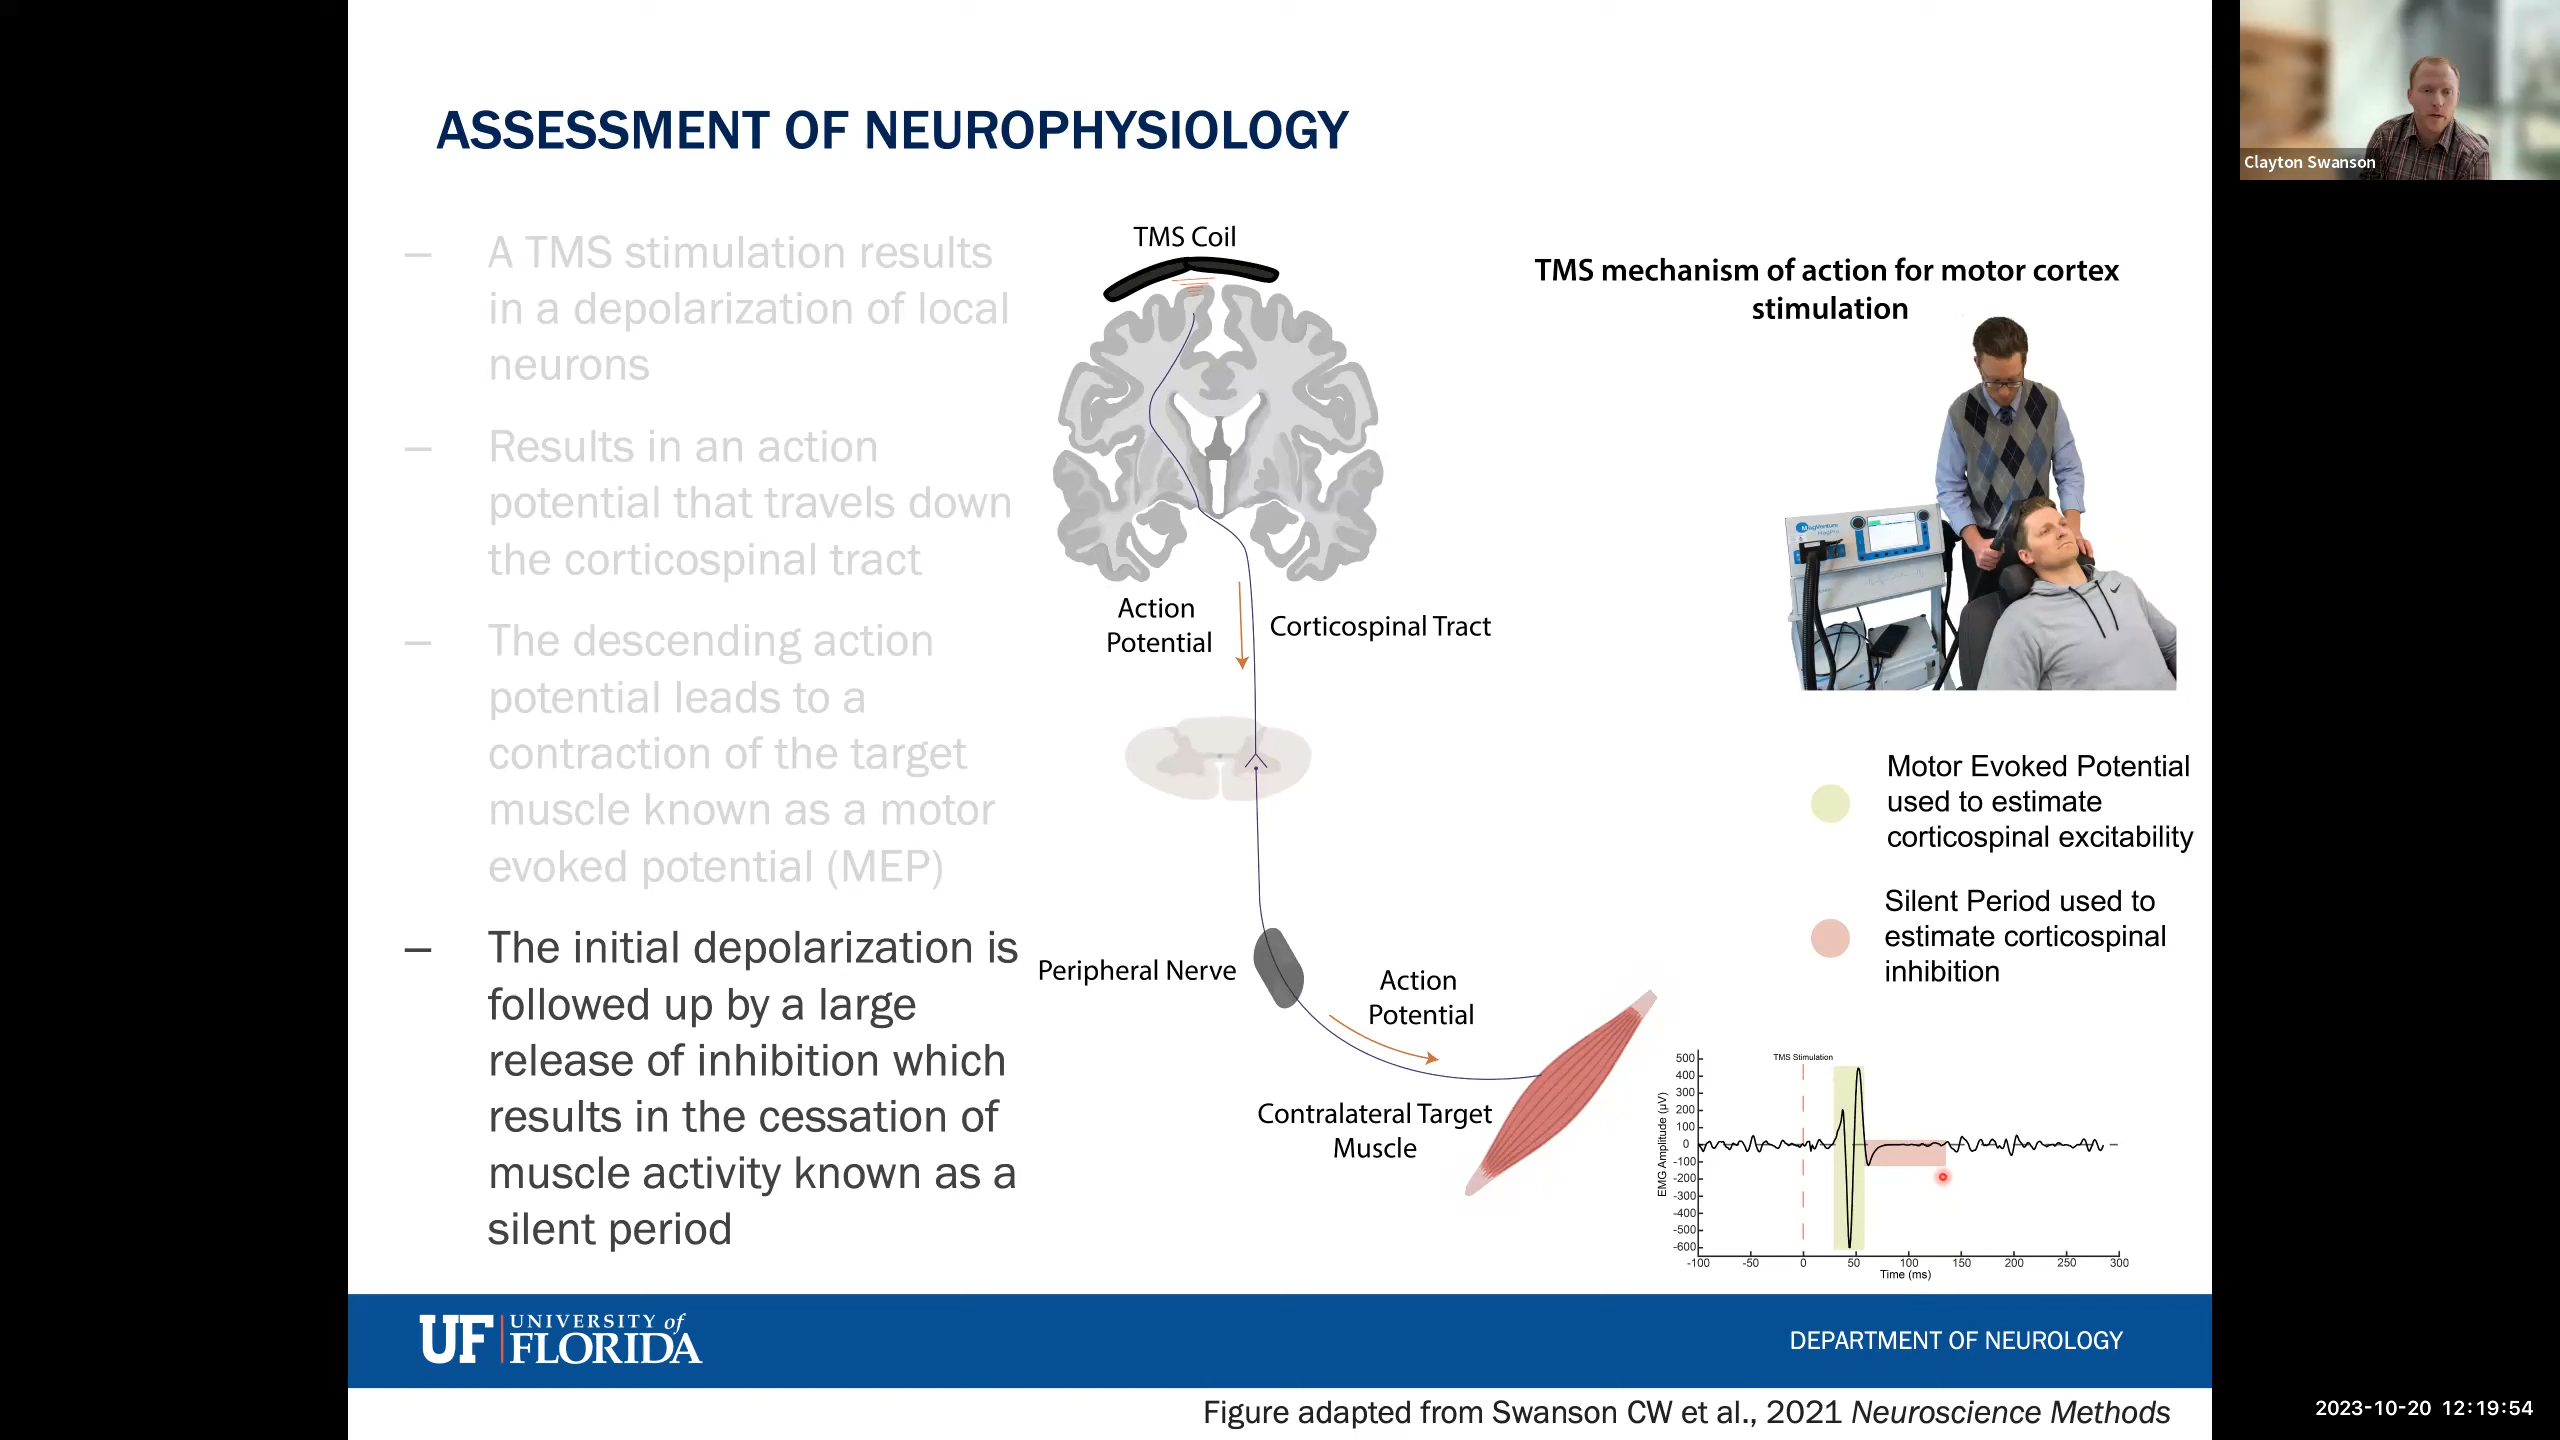 ASSESSMENT OF NEUROPHYSIOLOGY
– A TMS stimulation results
in a depolarization of local
neurons
– Results in an action
potential that travels down
the corticospinal tract
– The descending action
potential leads to a
contraction of the target
muscle known as a motor
evoked potential (MEP)
– The initial depolarization is
followed up by a large
release of inhibition which
results in the cessation of
muscle activity known as a
silent period
TMS Coil
Action
Potential
Corticospinal Tract
Peripheral Nerve
Action
Potential
Contralateral Target
Muscle
TMS mechanism of action for motor cortex
stimulation
MagVenture
MagPro
Motor Evoked Potential
used to estimate
corticospinal excitability
Silent Period used to
estimate corticospinal
inhibition
TMS Stimulation
EMG Amplitude (µV)
500
400
300
200
100
0
-100
-200
-300
-400
-500
-600
-100 -50 0 50 100 150 200 250 300
Time (ms)
UF UNIVERSITY of
FLORIDA
DEPARTMENT OF NEUROLOGY
Figure adapted from Swanson CW et al., 2021 Neuroscience Methods
Clayton Swanson
2023-10-20 12:19:54